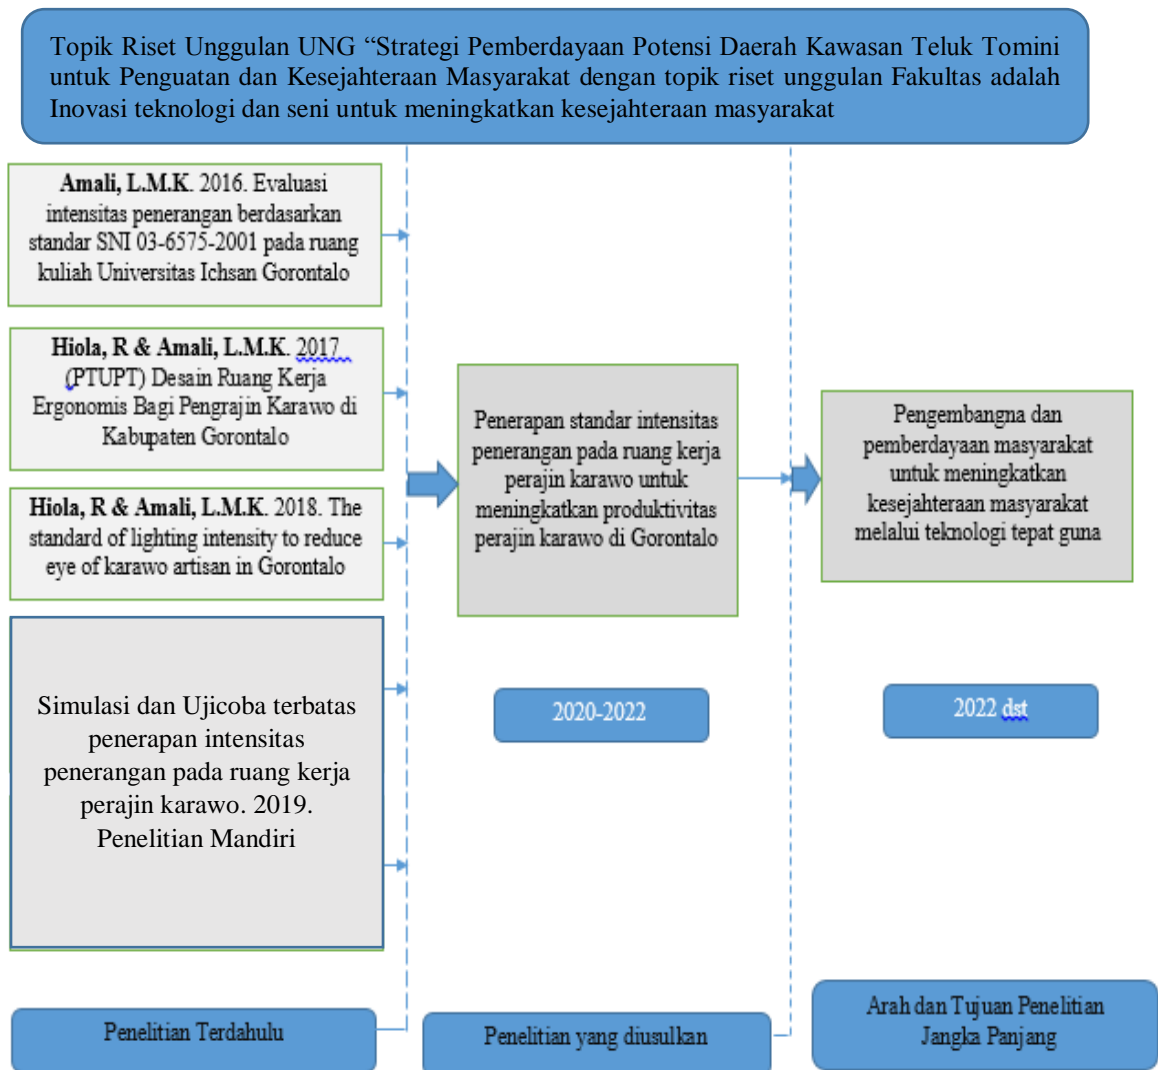 Topik Riset Unggulan UNG “Strategi Pemberdayaan Potensi Daerah Kawasan Teluk Tomini
untuk Penguatan dan Kesejahteraan Masyarakat dengan topik riset unggulan Fakultas adalah
Inovasi teknologi dan seni untuk meningkatkan kesejahteraan masyarakat
Amali, L.M.K. 2016. Evaluasi
intensitas penerangan berdasarkan
standar SNI 03-6575-2001 pada ruang
kuliah Universitas Ichsan Gorontalo
Hiola, R & Amali, L.M.K. 2017.
(PTUPT) Desain Ruang Kerja
Ergonomis Bagi Pengrajin Karawo di
Kabupaten Gorontalo
Hiola, R & Amali, L.M.K. 2018. The
standard of lighting intensity to reduce
eye of karawo artisan in Gorontalo
Simulasi dan Ujicoba terbatas
penerapan intensitas
penerangan pada ruang kerja
perajin karawo. 2019.
Penelitian Mandiri
Penelitian Terdahulu
Penerapan standar intensitas
penerangan pada ruang kerja
perajin karawo untuk
meningkatkan produktivitas
perajin karawo di Gorontalo
2020-2022
Penelitian yang diusulkan
Pengembangna dan
pemberdayaan masyarakat
untuk meningkatkan
kesejahteraan masyarakat
melalui teknologi tepat guna
2022 dst
Arah dan Tujuan Penelitian
Jangka Panjang